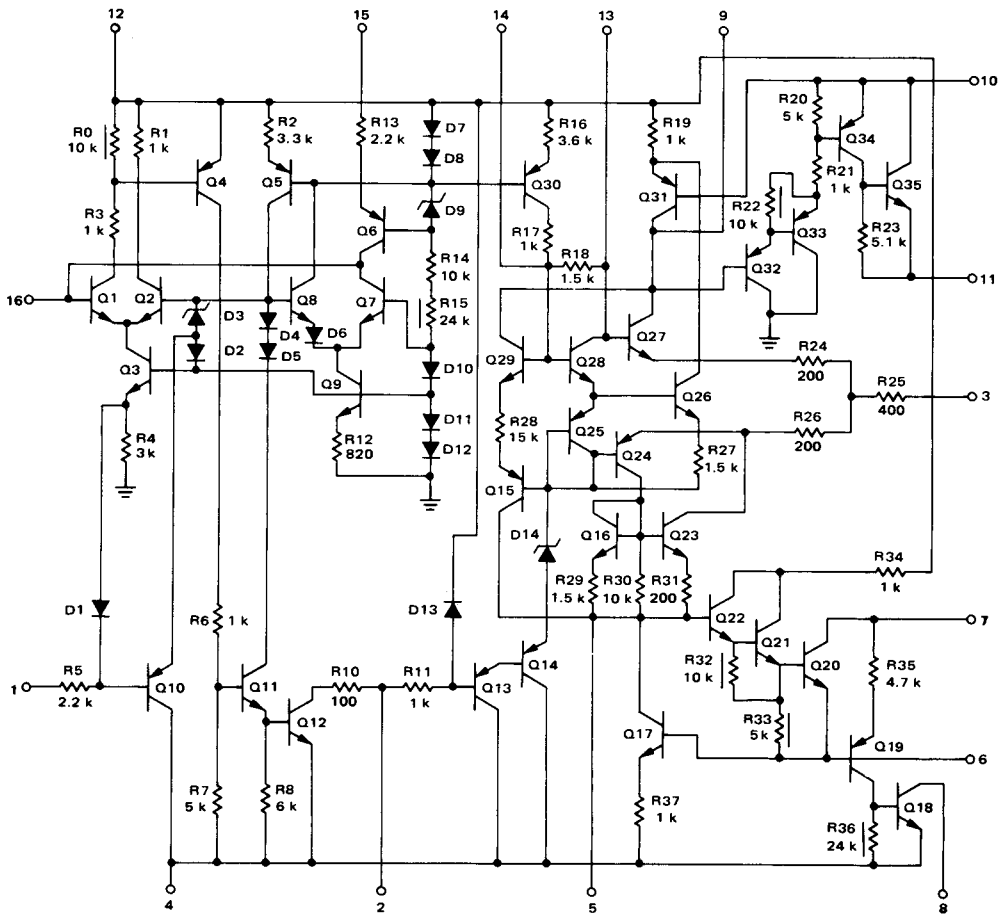 12 15 14 13 9
R0 10 k
R1 1 k
R2 3.3 k
R13 2.2 k
D7
D8
R16 3.6 k
R19 1 k
R20 5 k
10
Q34
Q4
Q5
Q30
Q31
R21 1 k
Q35
D9
R22 10 k
R3 1 k
Q6
R17 1k
R18 1.5 k
Q33
R23 5.1 k
R14 10 k
Q32
11
16
Q1
Q2
Q8
Q7
R15 24 k
D3
D4
D6
Q27
D2
D5
Q29
Q28
R24 200
Q3
Q9
D10
Q26
R25 400
3
D11
R28 15 k
Q25
R26 200
R4 3 k
R12 820
D12
Q24
R27 1.5 k
Q15
D14
Q16
Q23
R34 1 k
R29 1.5 k
R30 10 k
R31 200
D1
R6 1 k
D13
Q22
7
Q21
R5 2.2 k
1
Q10
Q11
R10 100
R11 1 k
Q13
Q14
R32 10 k
Q20
R35 4.7 k
Q12
R33 5 k
Q17
Q19
6
R7 5 k
R8 6 k
R37 1 k
Q18
R36 24 k
4 2 5 8